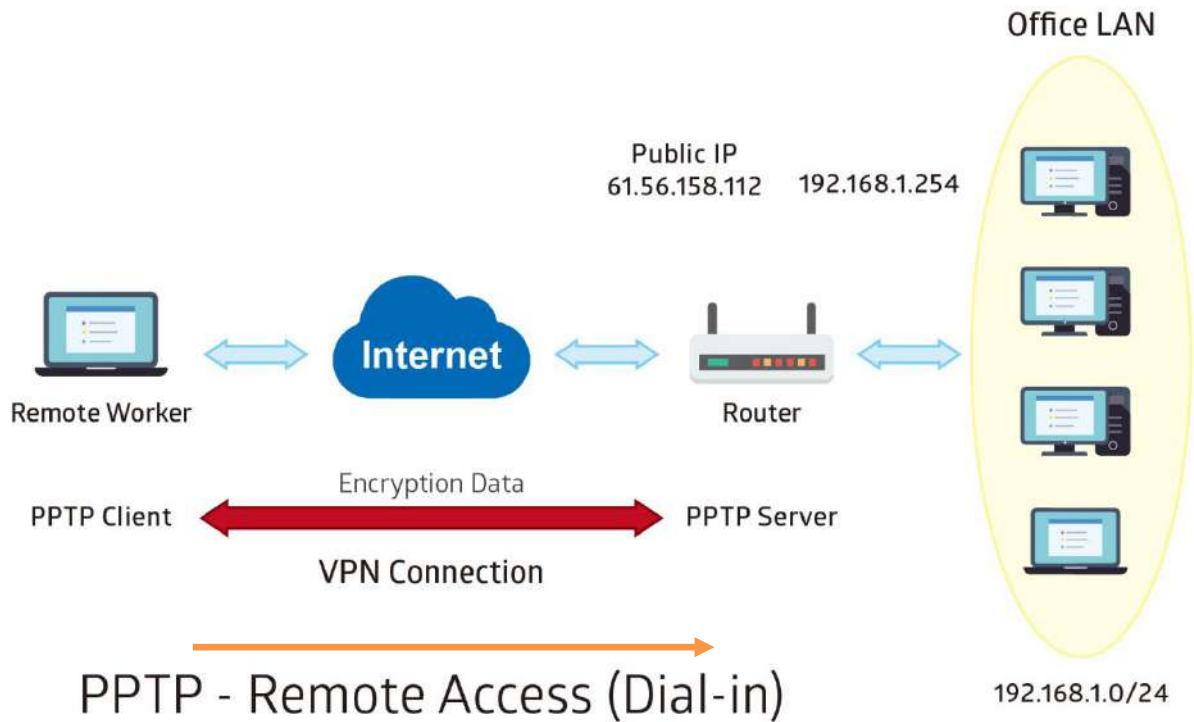 Office LAN
Public IP
61.56.158.112
192.168.1.254
Internet
Remote Worker
Router
Encryption Data
PPTP Client
PPTP Server
VPN Connection
PPTP - Remote Access (Dial-in)
192.168.1.0/24